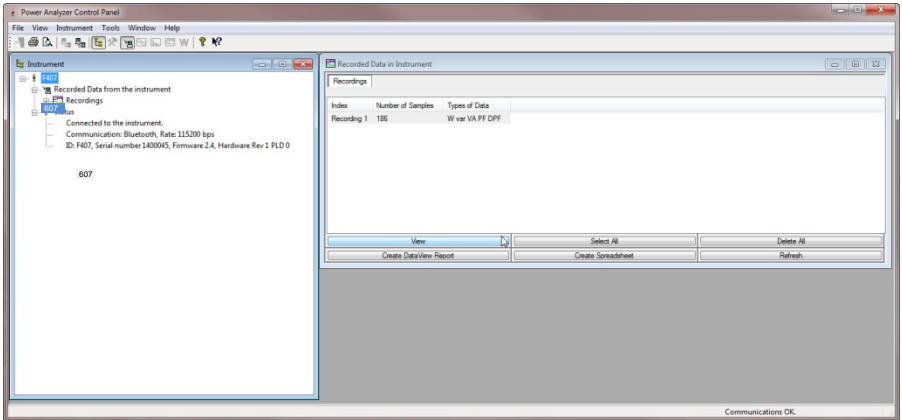 Power Analyzer Control Panel
File View Instrument Tools Window Help
W ? ?
Instrument
F407
Recorded Data from the instrument
Recordings
607
Status
Connected to the instrument.
Communication: Bluetooth, Rate: 115200 bps
ID: F407, Serial number 1400045, Firmware 2.4, Hardware Rev 1 PLD 0
607
Recorded Data in Instrument
Recordings
Index Number of Samples Types of Data
Recording 1 186 W var VA PF DPF
View Select All Delete All
Create DataView Report Create Spreadsheet Refresh
Communications OK.